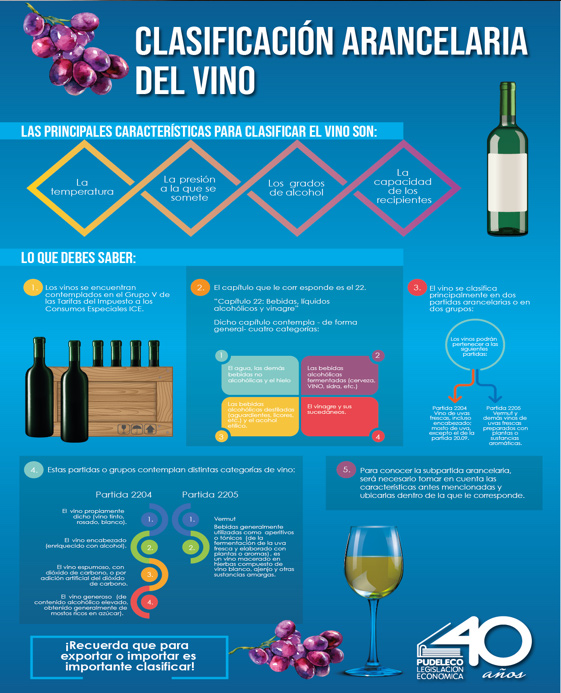 CLASIFICACIÓN ARANCELARIA
DEL VINO
LAS PRINCIPALES CARACTERÍSTICAS PARA CLASIFICAR EL VINO SON:
La
temperatura
La presión
a la que se
somete
Los grados
de alcohol
La
capacidad
de los
recipientes
LO QUE DEBES SABER:
1.
Los vinos se encuentran
contemplados en el Grupo V de
las Tarifas del Impuesto a los
Consumos Especiales ICE.
2.
El capítulo que le corr esponde es el 22.
"Capítulo 22: Bebidas, líquidos
alcohólicos y vinagre"
Dicho capítulo contempla - de forma
general- cuatro categorías:
1
El agua, las demás
bebidas no
alcohólicas y el hielo
2
Las bebidas
alcohólicas
fermentadas (cerveza,
VINO, sidra, etc.)
3
Las bebidas
alcohólicas destiladas
(aguardientes, licores,
etc.) y el alcohol
etílico.
4
El vinagre y sus
sucedáneos.
3.
El vino se clasifica
principalmente en dos
partidas arancelarias o en
dos grupos:
Los vinos podrán
pertenecer a las
siguientes
partidas:
Partida 2204
Vino de uvas
frescas, incluso
encabezado;
mosto de uva,
excepto el de la
partida 20.09.
Partida 2205
Vermut y
demás vinos de
uvas frescas
preparados con
plantas o
sustancias
aromáticas.
4.
Estas partidas o grupos contemplan distintas categorías de vino:
Partida 2204
El vino propiamente
dicho (vino tinto,
rosado, blanco).
1.
El vino encabezado
(enriquecido con alcohol).
2.
El vino espumoso, con
dióxido de carbono, o por
adición artificial del dióxido
de carbono.
3.
El vino generoso (de
contenido alcohólico elevado,
obtenido generalmente de
mostos ricos en azúcar).
4.
Partida 2205
1.
Vermut
2.
Bebidas generalmente
utilizadas como aperitivos
o tónicos (de la
fermentación de la uva
fresca y elaborado con
plantas o aromas), es
un vino macerado en
hierbas compuesto de
vino blanco, ajenjo y otras
sustancias amargas.
5.
Para conocer la subpartida arancelaria,
será necesario tomar en cuenta las
características antes mencionadas y
ubicarlas dentro de la que le corresponde.
¡Recuerda que para
exportar o importar es
importante clasificar!
40
PUDELECO
LEGISLACIÓN
ECONÓMICA
años